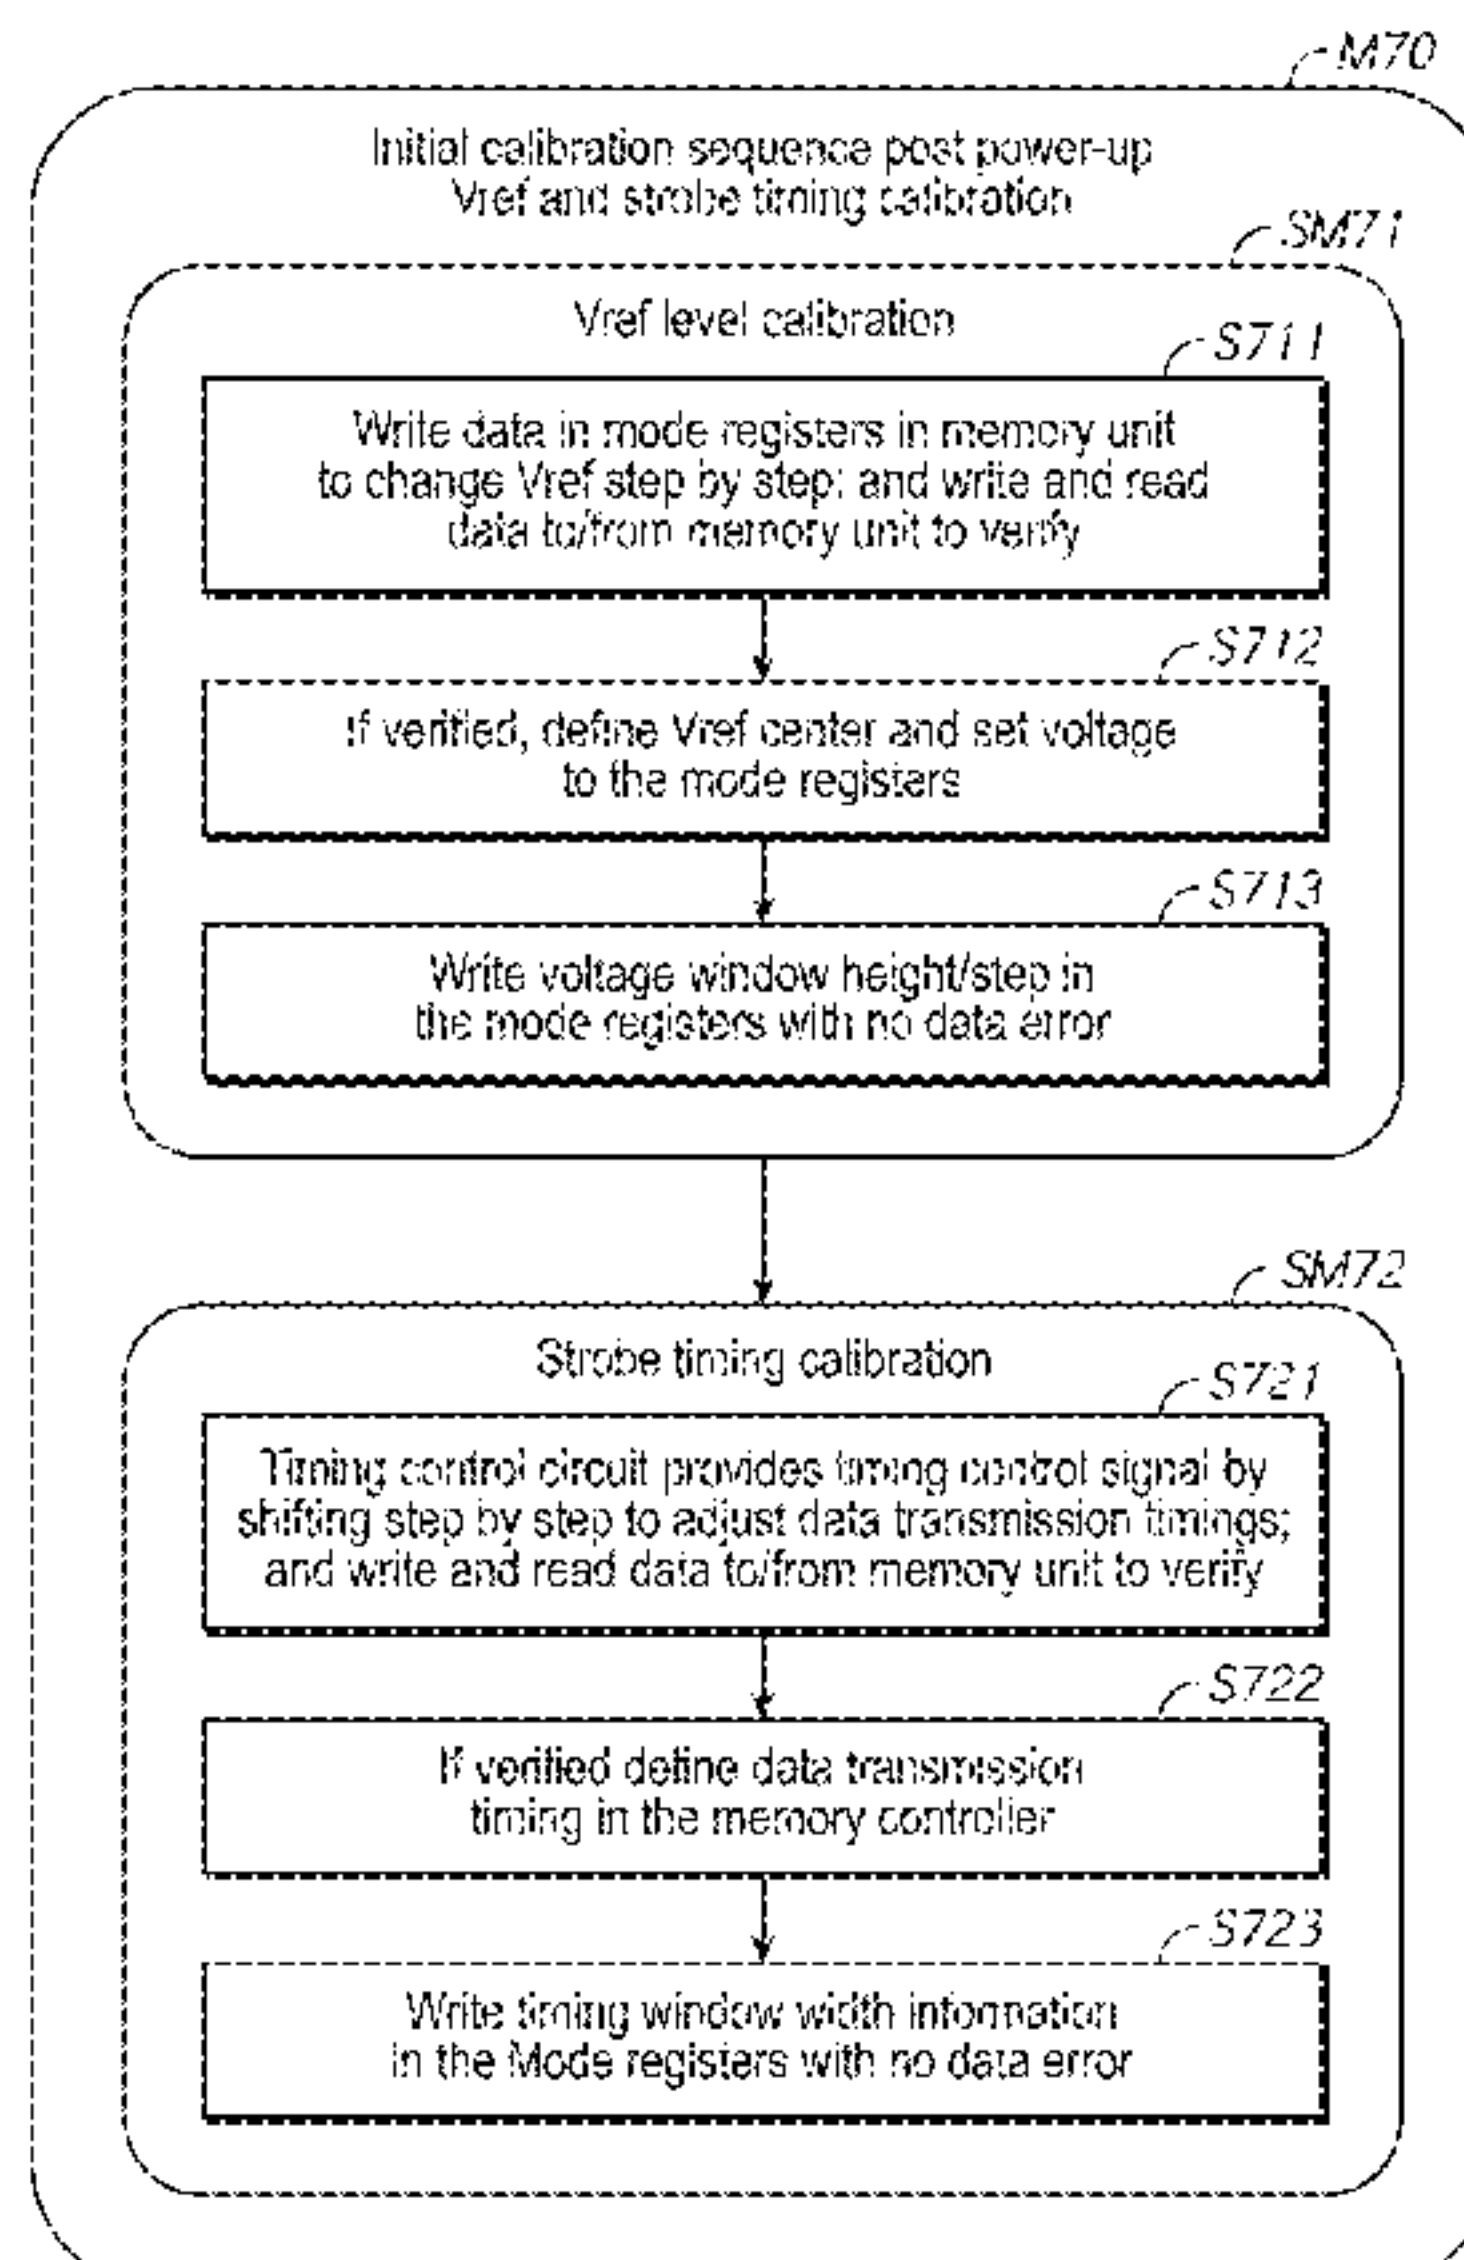 M70
Initial calibration sequence post power-up
Vref and strobe timing calibration
SM71
Vref level calibration
S711
Write data in mode registers in memory unit
to change Vref step by step; and write and read
data to/from memory unit to verify
S712
If verified, define Vref center and set voltage
to the mode registers
S713
Write voltage window height/step in
the mode registers with no data error
SM72
Strobe timing calibration
S721
Timing control circuit provides timing control signal by
shifting step by step to adjust data transmission timings;
and write and read data to/from memory unit to verify
S722
If verified define data transmission
timing in the memory controller
S723
Write timing window width information
in the Mode registers with no data error